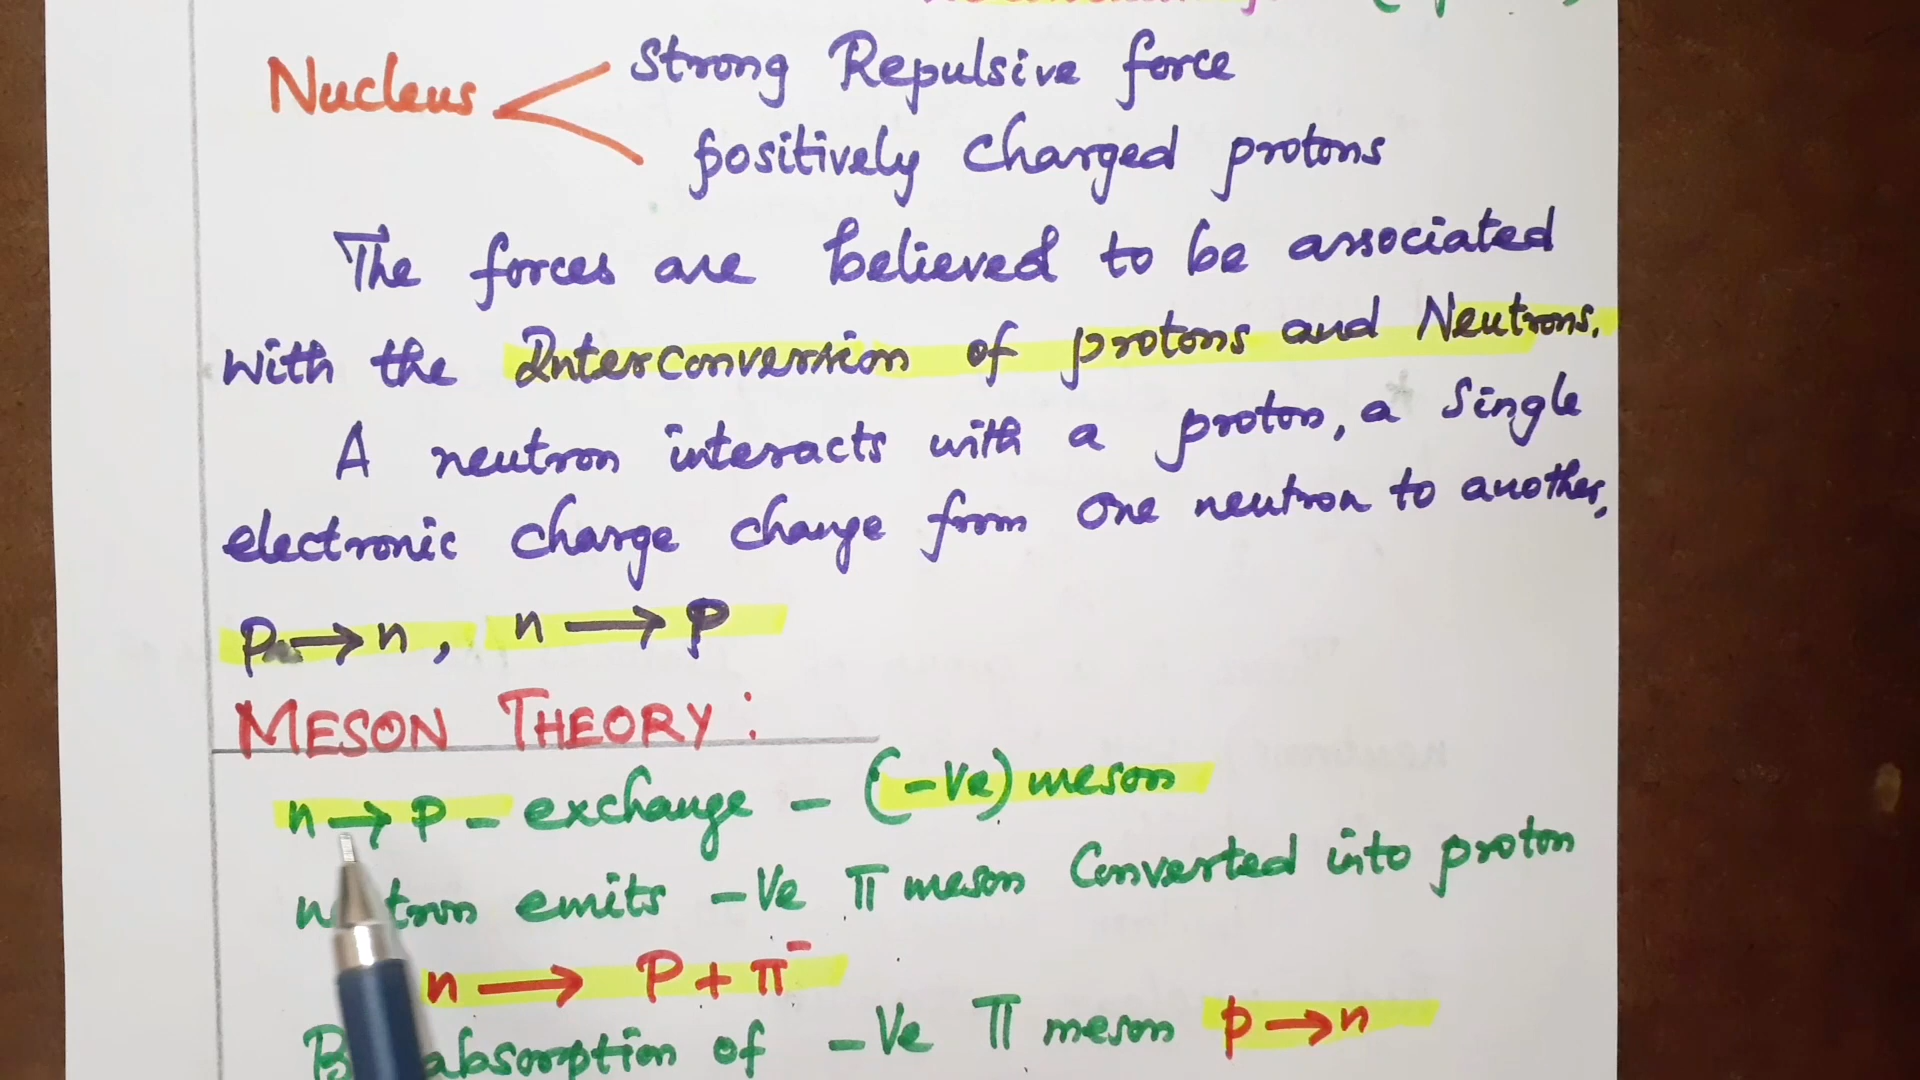 Nucleus Strong Repulsive force
positively charged protons
The forces are believed to be associated
with the Interconversion of protons and Neutrons.
A neutron interacts with a proton, a single
electronic charge change from one neutron to another,
P → n, n → P
MESON THEORY:
n → P - exchange - (-Ve) meson
emits -Ve π meson Converted into proton
n → P + π⁻
absorption of -Ve π meson p → n